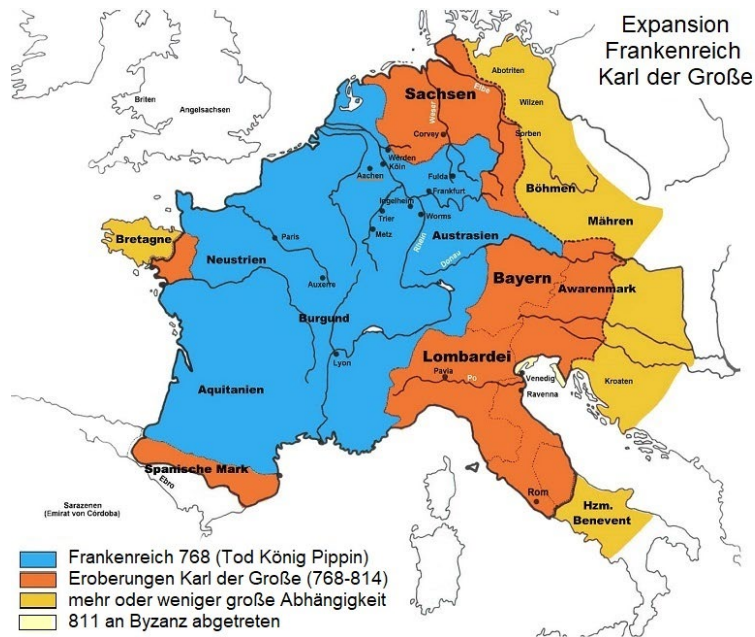 Expansion
Frankenreich
Karl der Große
Abotriten
Wilzen
Briten
Angelsachsen
Sachsen
Elbe
Weser
Corvey
Sorben
Werden
Köln
Aachen
Fulda
Frankfurt
Böhmen
Ingelheim
Trier
Worms
Mähren
Metz
Bretagne
Paris
Neustrien
Austrasien
Rhein
Donau
Auxerre
Bayern
Awarenmark
Burgund
Lombardei
Lyon
Pavia
Po
Venedig
Kroaten
Aquitanien
Ravenna
Spanische Mark
Ebro
Rom
Sarazenen
(Emirat von Córdoba)
Hzm.
Benevent
Frankenreich 768 (Tod König Pippin)
Eroberungen Karl der Große (768-814)
mehr oder weniger große Abhängigkeit
811 an Byzanz abgetreten